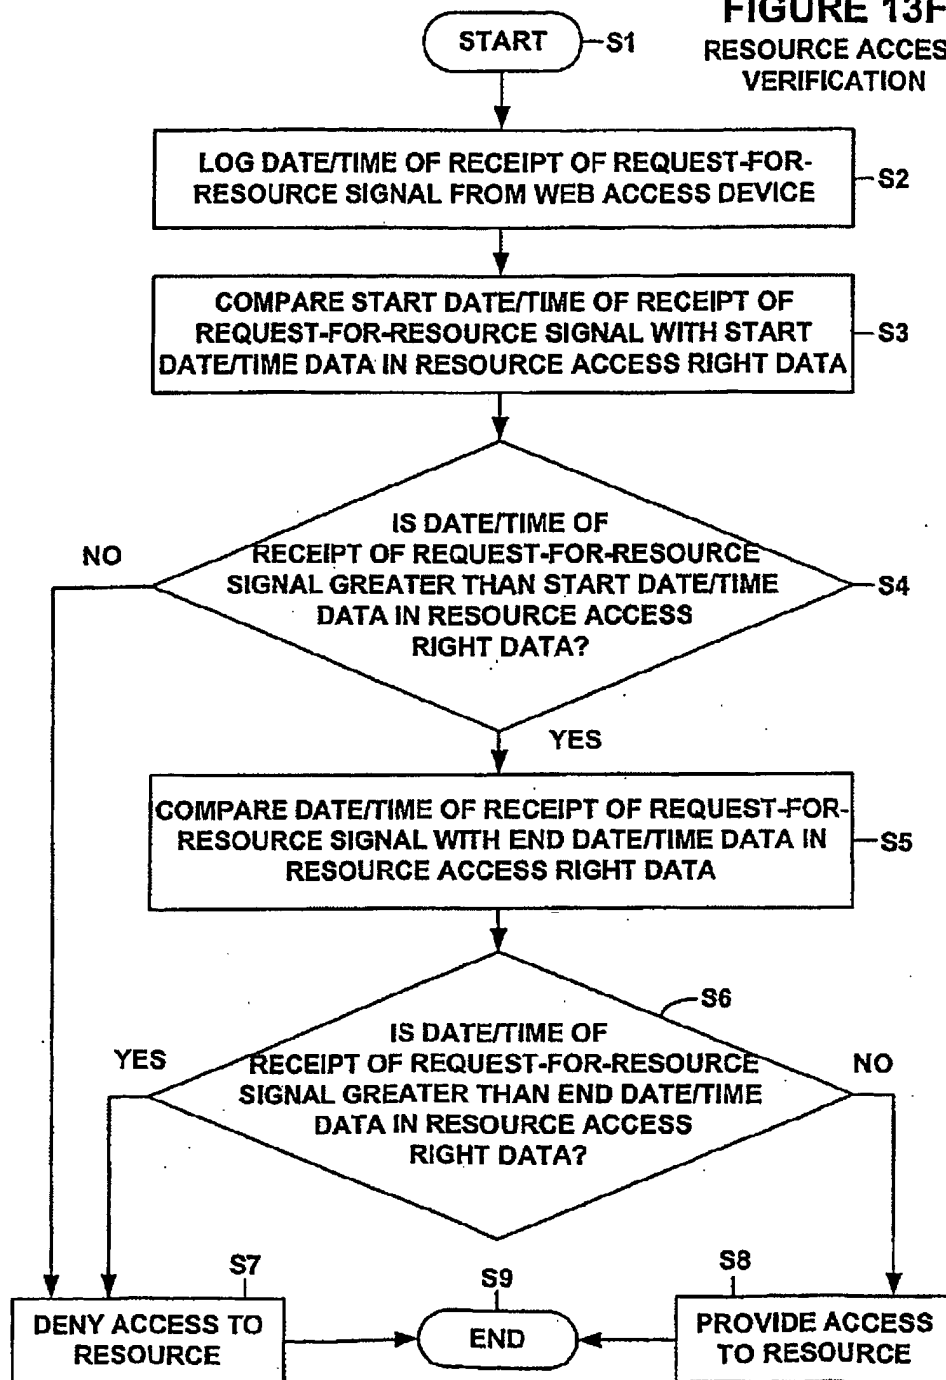 FIGURE 13F
RESOURCE ACCES
VERIFICATION
START
S1
LOG DATE/TIME OF RECEIPT OF REQUEST-FOR-
RESOURCE SIGNAL FROM WEB ACCESS DEVICE
S2
COMPARE START DATE/TIME OF RECEIPT OF
REQUEST-FOR-RESOURCE SIGNAL WITH START
DATE/TIME DATA IN RESOURCE ACCESS RIGHT DATA
S3
IS DATE/TIME OF
RECEIPT OF REQUEST-FOR-RESOURCE
SIGNAL GREATER THAN START DATE/TIME
DATA IN RESOURCE ACCESS
RIGHT DATA?
NO
S4
YES
COMPARE DATE/TIME OF RECEIPT OF REQUEST-FOR-
RESOURCE SIGNAL WITH END DATE/TIME DATA IN
RESOURCE ACCESS RIGHT DATA
S5
S6
IS DATE/TIME OF
RECEIPT OF REQUEST-FOR-RESOURCE
SIGNAL GREATER THAN END DATE/TIME
DATA IN RESOURCE ACCESS
RIGHT DATA?
YES
NO
S7
DENY ACCESS TO
RESOURCE
S9
END
S8
PROVIDE ACCESS
TO RESOURCE